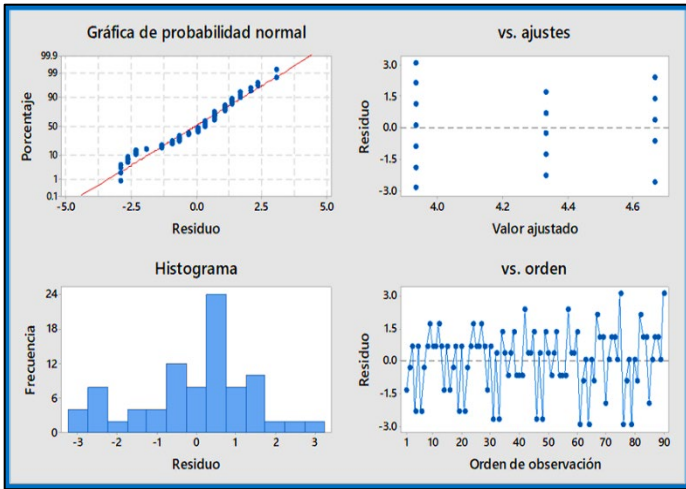 Gráfica de probabilidad normal
99.9
99
90
50
10
1
0.1
Porcentaje
-5.0 -2.5 0.0 2.5 5.0
Residuo
vs. ajustes
3.0
1.5
0.0
-1.5
-3.0
Residuo
4.0 4.2 4.4 4.6
Valor ajustado
Histograma
24
18
12
6
0
Frecuencia
-3 -2 -1 0 1 2 3
Residuo
vs. orden
3.0
1.5
0.0
-1.5
-3.0
Residuo
1 10 20 30 40 50 60 70 80 90
Orden de observación